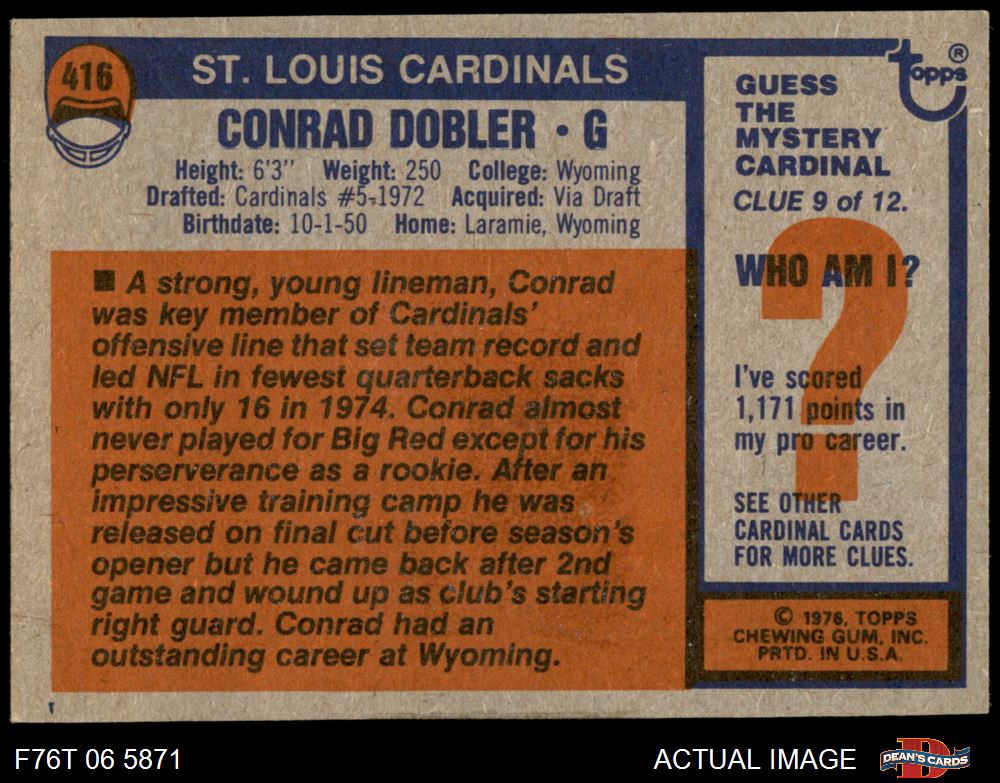 416
ST. LOUIS CARDINALS
CONRAD DOBLER • G
Height: 6'3'' Weight: 250 College: Wyoming
Drafted: Cardinals #5-1972 Acquired: Via Draft
Birthdate: 10-1-50 Home: Laramie, Wyoming
■ A strong, young lineman, Conrad
was key member of Cardinals'
offensive line that set team record and
led NFL in fewest quarterback sacks
with only 16 in 1974. Conrad almost
never played for Big Red except for his
perserverance as a rookie. After an
impressive training camp he was
released on final cut before season's
opener but he came back after 2nd
game and wound up as club's starting
right guard. Conrad had an
outstanding career at Wyoming.
Topps®
GUESS
THE
MYSTERY
CARDINAL
CLUE 9 of 12.
?
WHO AM I?
I've scored
1,171 points in
my pro career.
SEE OTHER
CARDINAL CARDS
FOR MORE CLUES.
© 1976, TOPPS
CHEWING GUM, INC.
PRTD. IN U.S.A.
F76T 06 5871
ACTUAL IMAGE
D
DEAN'S CARDS